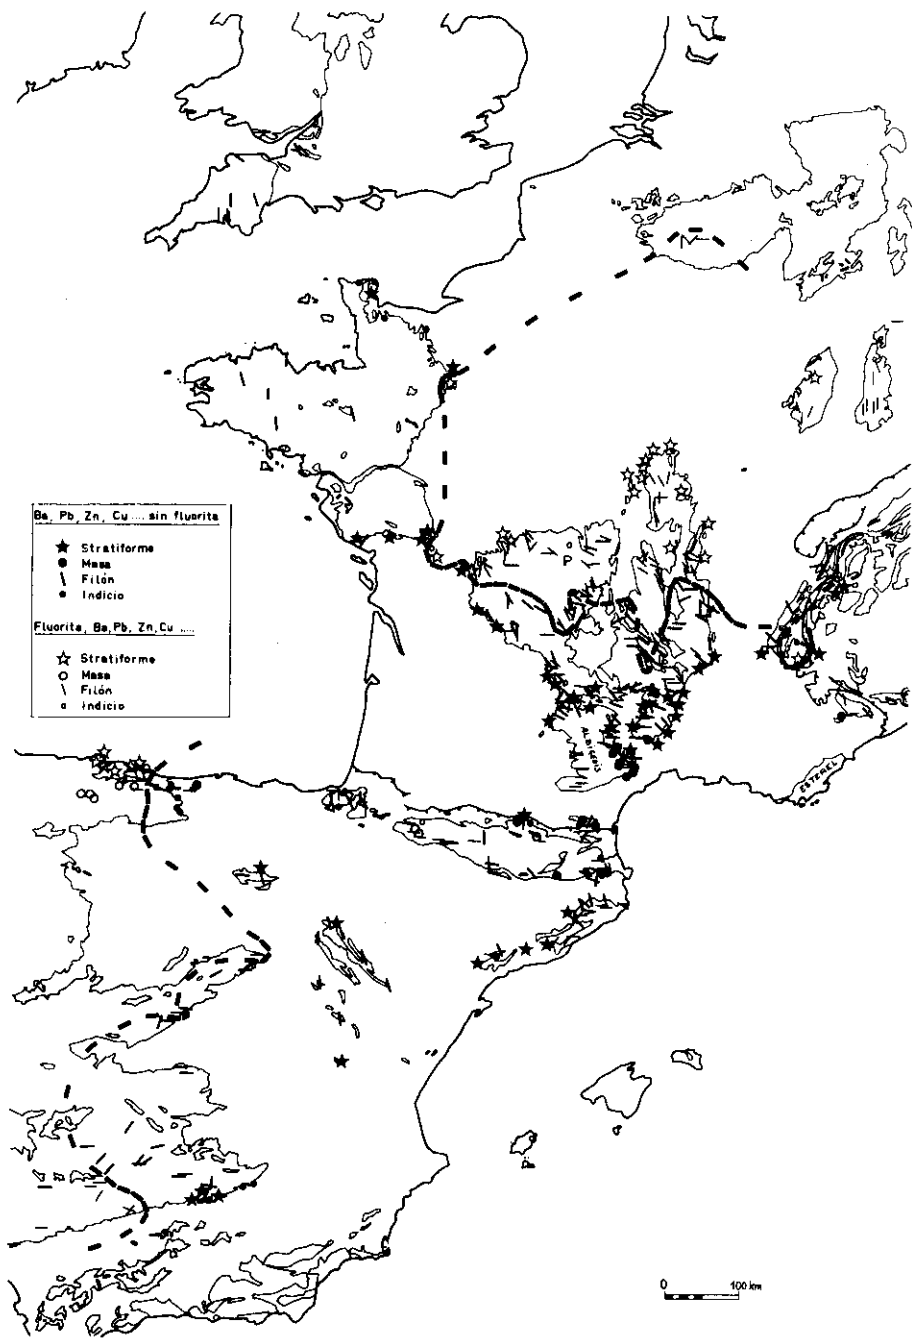 Ba, Pb, Zn, Cu .... sin fluorita
Stratiforme
Masa
Filón
Indicio
Fluorita, Ba, Pb, Zn, Cu ....
Stratiforme
Masa
Filón
Indicio
P
ALBIGEOIS
ESTEREL
0 100 km